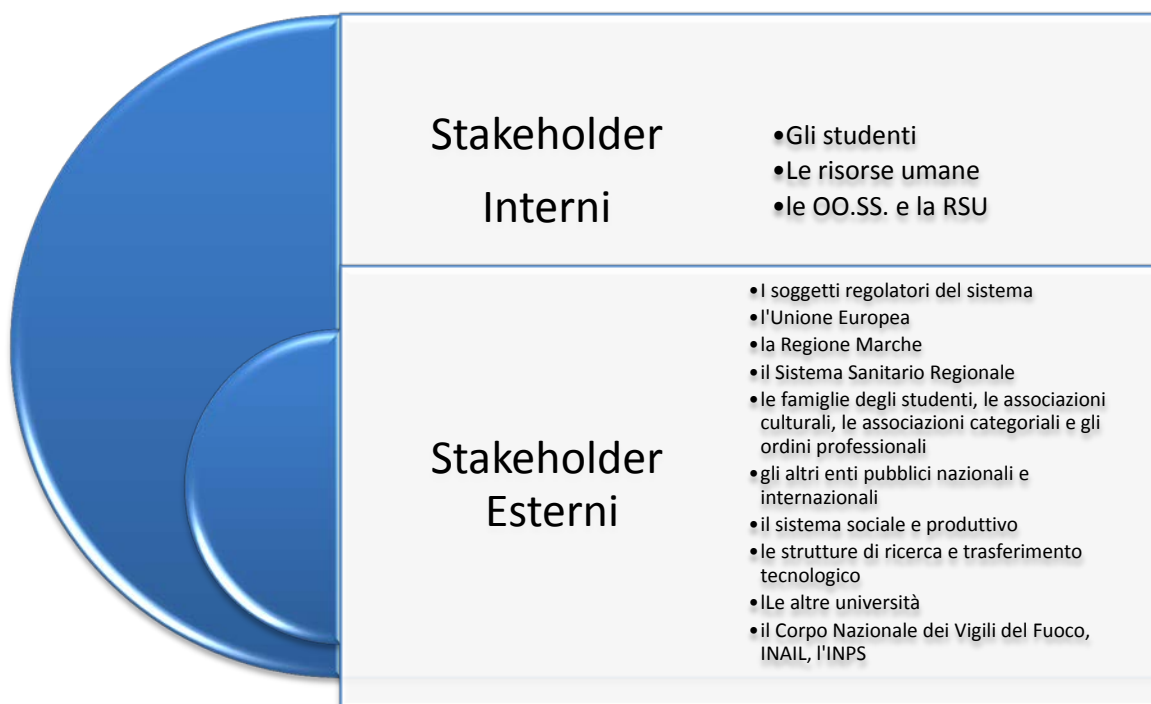 Stakeholder
Interni
•Gli studenti
•Le risorse umane
•le OO.SS. e la RSU
Stakeholder
Esterni
•I soggetti regolatori del sistema
•l'Unione Europea
•la Regione Marche
•il Sistema Sanitario Regionale
•le famiglie degli studenti, le associazioni
culturali, le associazioni categoriali e gli
ordini professionali
•gli altri enti pubblici nazionali e
internazionali
•il sistema sociale e produttivo
•le strutture di ricerca e trasferimento
tecnologico
•lLe altre università
•il Corpo Nazionale dei Vigili del Fuoco,
INAIL, l'INPS